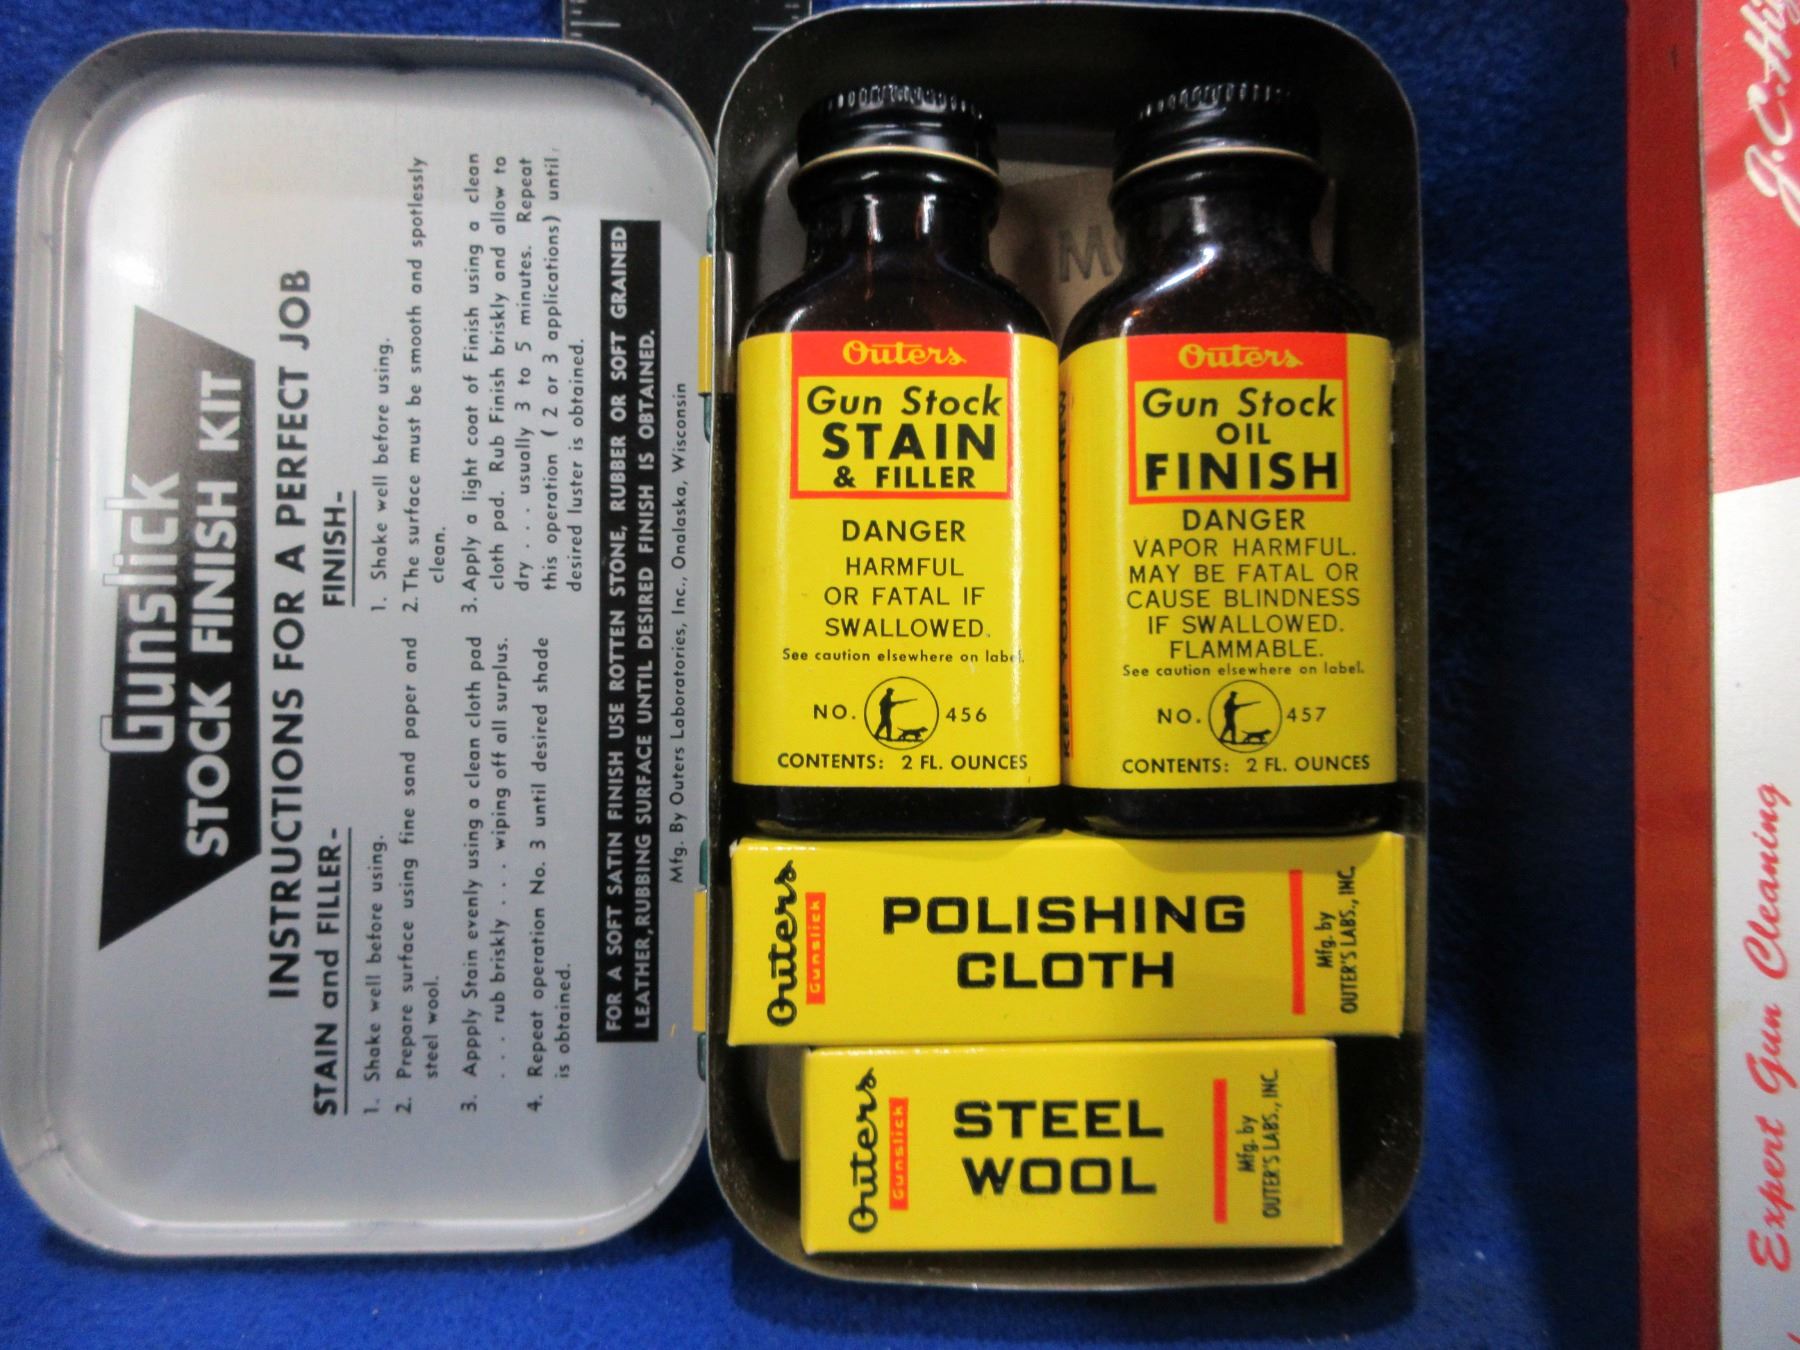 Gunslick
STOCK FINISH KIT
INSTRUCTIONS FOR A PERFECT JOB
STAIN and FILLER-
1. Shake well before using.
2. Prepare surface using fine sand paper and
steel wool.
3. Apply Stain evenly using a clean cloth pad
. . . rub briskly . . . wiping off all surplus.
4. Repeat operation No. 3 until desired shade
is obtained.
FINISH-
1. Shake well before using.
2. The surface must be smooth and spotlessly
clean.
3. Apply a light coat of Finish using a clean
cloth pad. Rub Finish briskly and allow to
dry . . . usually 3 to 5 minutes. Repeat
this operation ( 2 or 3 applications) until
desired luster is obtained.
FOR A SOFT SATIN FINISH USE ROTTEN STONE, RUBBER OR SOFT GRAINED
LEATHER,RUBBING SURFACE UNTIL DESIRED FINISH IS OBTAINED.
Mfg. By Outers Laboratories, Inc., Onalaska, Wisconsin
Outers
Gun Stock
STAIN
& FILLER
DANGER
HARMFUL
OR FATAL IF
SWALLOWED.
See caution elsewhere on label.
NO. 456
CONTENTS: 2 FL. OUNCES
KEEP YOUR GUN NEW
Outers
Gun Stock
OIL
FINISH
DANGER
VAPOR HARMFUL.
MAY BE FATAL OR
CAUSE BLINDNESS
IF SWALLOWED.
FLAMMABLE.
See caution elsewhere on label.
NO. 457
CONTENTS: 2 FL. OUNCES
Outers
Gunslick
POLISHING
CLOTH
Mfg. by
OUTER'S LABS., INC.
Outers
Gunslick
STEEL
WOOL
Mfg. by
OUTER'S LABS., INC.
J.C.
Expert Gun Cleaning